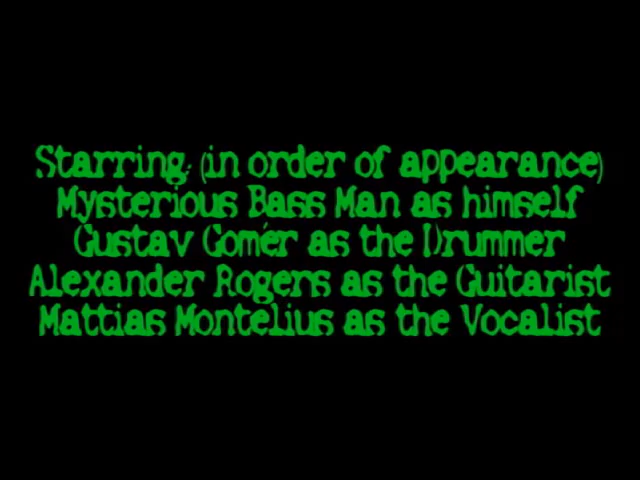 Starring: (in order of appearance)
Mysterious Bass Man as himself
Gustav Gomér as the Drummer
Alexander Rogers as the Guitarist
Mattias Montelius as the Vocalist